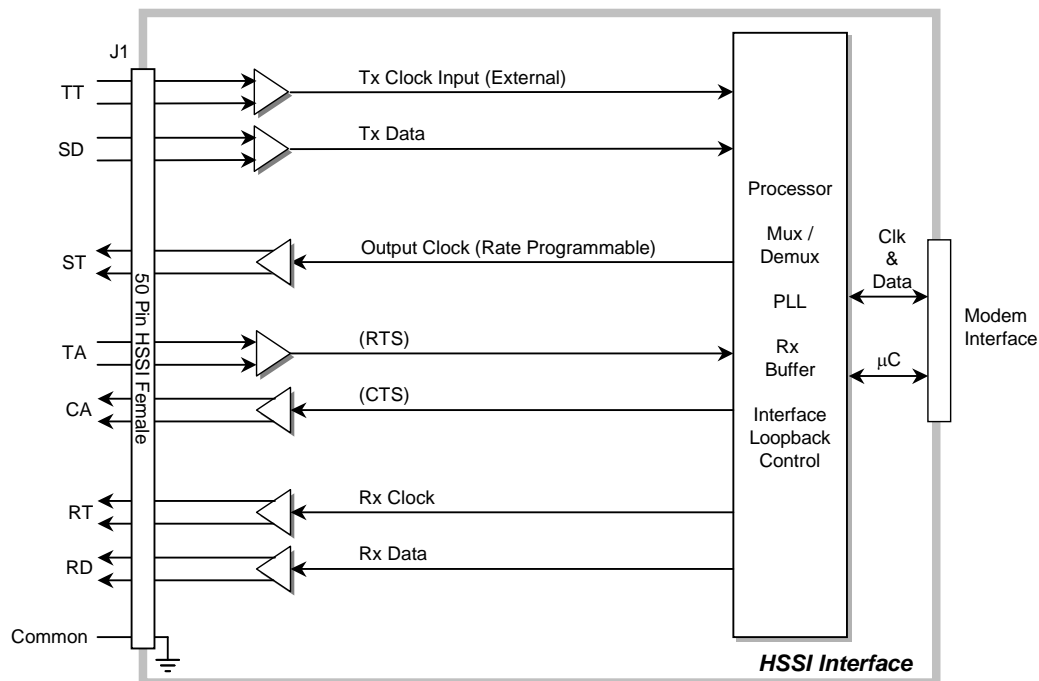 J1
TT
Tx Clock Input (External)
SD
Tx Data
ST
Output Clock (Rate Programmable)
TA
(RTS)
CA
(CTS)
RT
Rx Clock
RD
Rx Data
Common
50 Pin HSSI Female
Processor
Mux /
Demux
PLL
Rx
Buffer
Interface
Loopback
Control
Clk
&
Data
μC
Modem
Interface
HSSI Interface